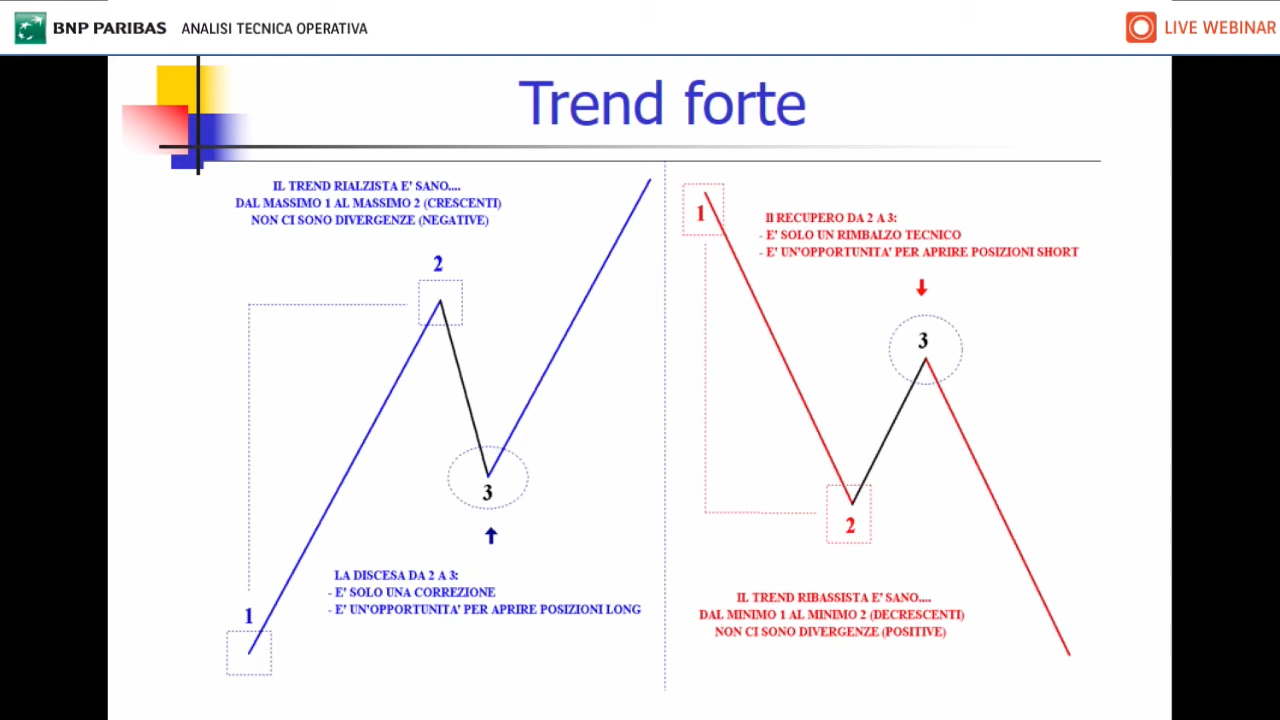 BNP PARIBAS ANALISI TECNICA OPERATIVA
LIVE WEBINAR
Trend forte
IL TREND RIALZISTA E' SANO....
DAL MASSIMO 1 AL MASSIMO 2 (CRESCENTI)
NON CI SONO DIVERGENZE (NEGATIVE)
2
3
1
LA DISCESA DA 2 A 3:
- E' SOLO UNA CORREZIONE
- E' UN'OPPORTUNITA' PER APRIRE POSIZIONI LONG
1
Il RECUPERO DA 2 A 3:
- E' SOLO UN RIMBALZO TECNICO
- E' UN'OPPORTUNITA' PER APRIRE POSIZIONI SHORT
3
2
IL TREND RIBASSISTA E' SANO....
DAL MINIMO 1 AL MINIMO 2 (DECRESCENTI)
NON CI SONO DIVERGENZE (POSITIVE)